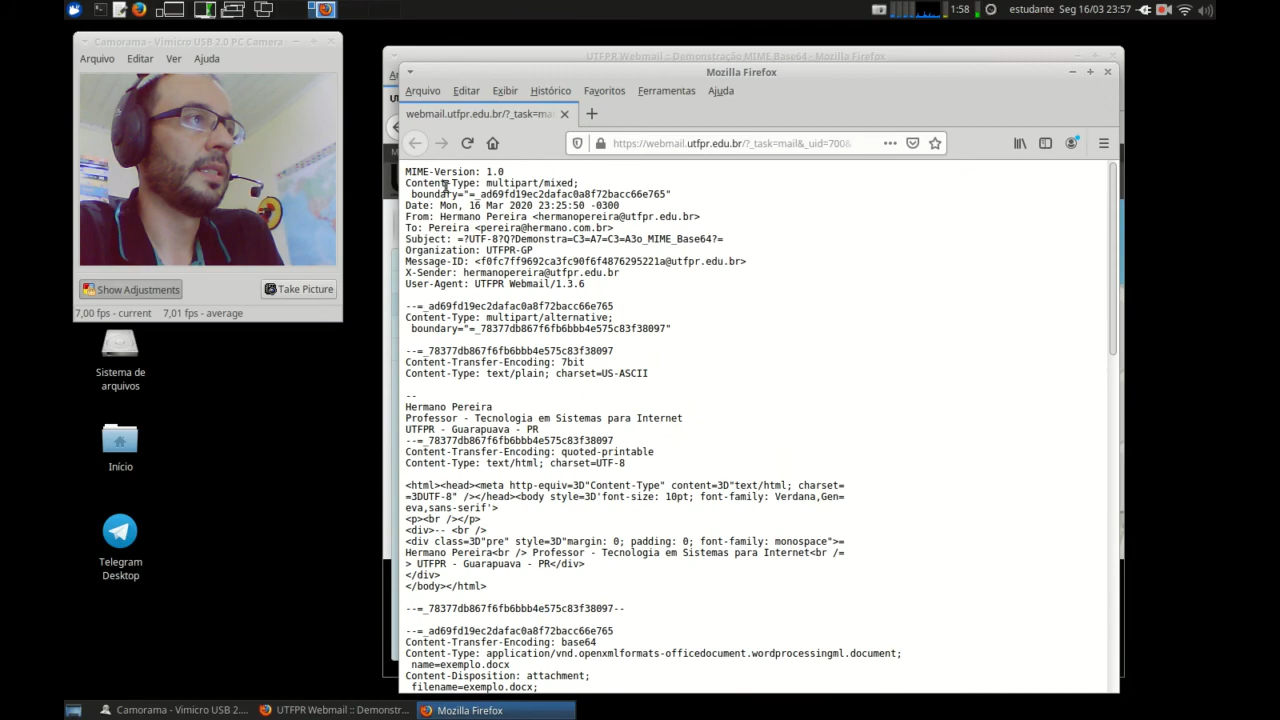 1:58
estudante Seg 16/03 23:57
Camorama - Vimicro USB 2.0 PC Camera
Arquivo Editar Ver Ajuda
Show Adjustments
Take Picture
7,00 fps - current 7,01 fps - average
Sistema de
arquivos
Início
Telegram
Desktop
UTFPR Webmail :: Demonstração MIME Base64 - Mozilla Firefox
Mozilla Firefox
Arquivo Editar Exibir Histórico Favoritos Ferramentas Ajuda
webmail.utfpr.edu.br/?_task=mai
https://webmail.utfpr.edu.br/?_task=mail&_uid=700&
MIME-Version: 1.0
Content-Type: multipart/mixed;
boundary="=_ad69fd19ec2dafac0a8f72bacc66e765"
Date: Mon, 16 Mar 2020 23:25:50 -0300
From: Hermano Pereira <hermanopereira@utfpr.edu.br>
To: Pereira <pereira@hermano.com.br>
Subject: =?UTF-8?Q?Demonstra=C3=A7=C3=A3o_MIME_Base64?=
Organization: UTFPR-GP
Message-ID: <f0fc7ff9692ca3fc90f6f4876295221a@utfpr.edu.br>
X-Sender: hermanopereira@utfpr.edu.br
User-Agent: UTFPR Webmail/1.3.6
--=_ad69fd19ec2dafac0a8f72bacc66e765
Content-Type: multipart/alternative;
boundary="=_78377db867f6fb6bbb4e575c83f38097"
--=_78377db867f6fb6bbb4e575c83f38097
Content-Transfer-Encoding: 7bit
Content-Type: text/plain; charset=US-ASCII
--
Hermano Pereira
Professor - Tecnologia em Sistemas para Internet
UTFPR - Guarapuava - PR
--=_78377db867f6fb6bbb4e575c83f38097
Content-Transfer-Encoding: quoted-printable
Content-Type: text/html; charset=UTF-8
<html><head><meta http-equiv=3D"Content-Type" content=3D"text/html; charset=
=3DUTF-8" /></head><body style=3D'font-size: 10pt; font-family: Verdana,Gen=
eva,sans-serif'>
<p><br /></p>
<div>-- <br />
<div class=3D"pre" style=3D"margin: 0; padding: 0; font-family: monospace">=
Hermano Pereira<br /> Professor - Tecnologia em Sistemas para Internet<br /=
> UTFPR - Guarapuava - PR</div>
</div>
</body></html>
--=_78377db867f6fb6bbb4e575c83f38097--
--=_ad69fd19ec2dafac0a8f72bacc66e765
Content-Transfer-Encoding: base64
Content-Type: application/vnd.openxmlformats-officedocument.wordprocessingml.document;
name=exemplo.docx
Content-Disposition: attachment;
filename=exemplo.docx;
Camorama - Vimicro USB 2....
UTFPR Webmail :: Demonstr...
Mozilla Firefox